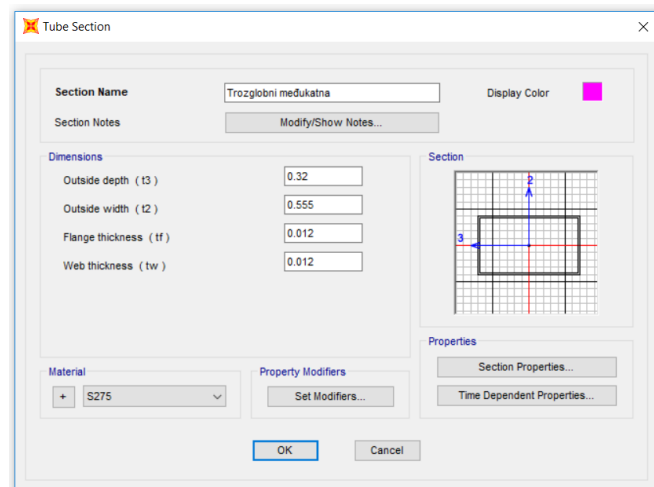 Tube Section
Section Name
Trozglobni međukatna
Display Color
Section Notes
Modify/Show Notes...
Dimensions
Outside depth ( t3 )
0.32
Outside width ( t2 )
0.555
Flange thickness ( tf )
0.012
Web thickness ( tw )
0.012
Section
2
3
Properties
Section Properties...
Time Dependent Properties...
Material
+
S275
Property Modifiers
Set Modifiers...
OK
Cancel